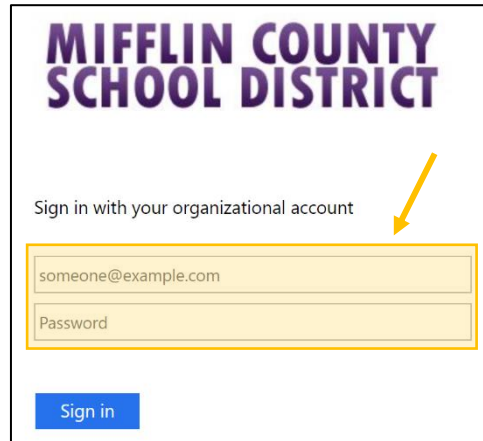 MIFFLIN COUNTY
SCHOOL DISTRICT
Sign in with your organizational account
someone@example.com
Password
Sign in